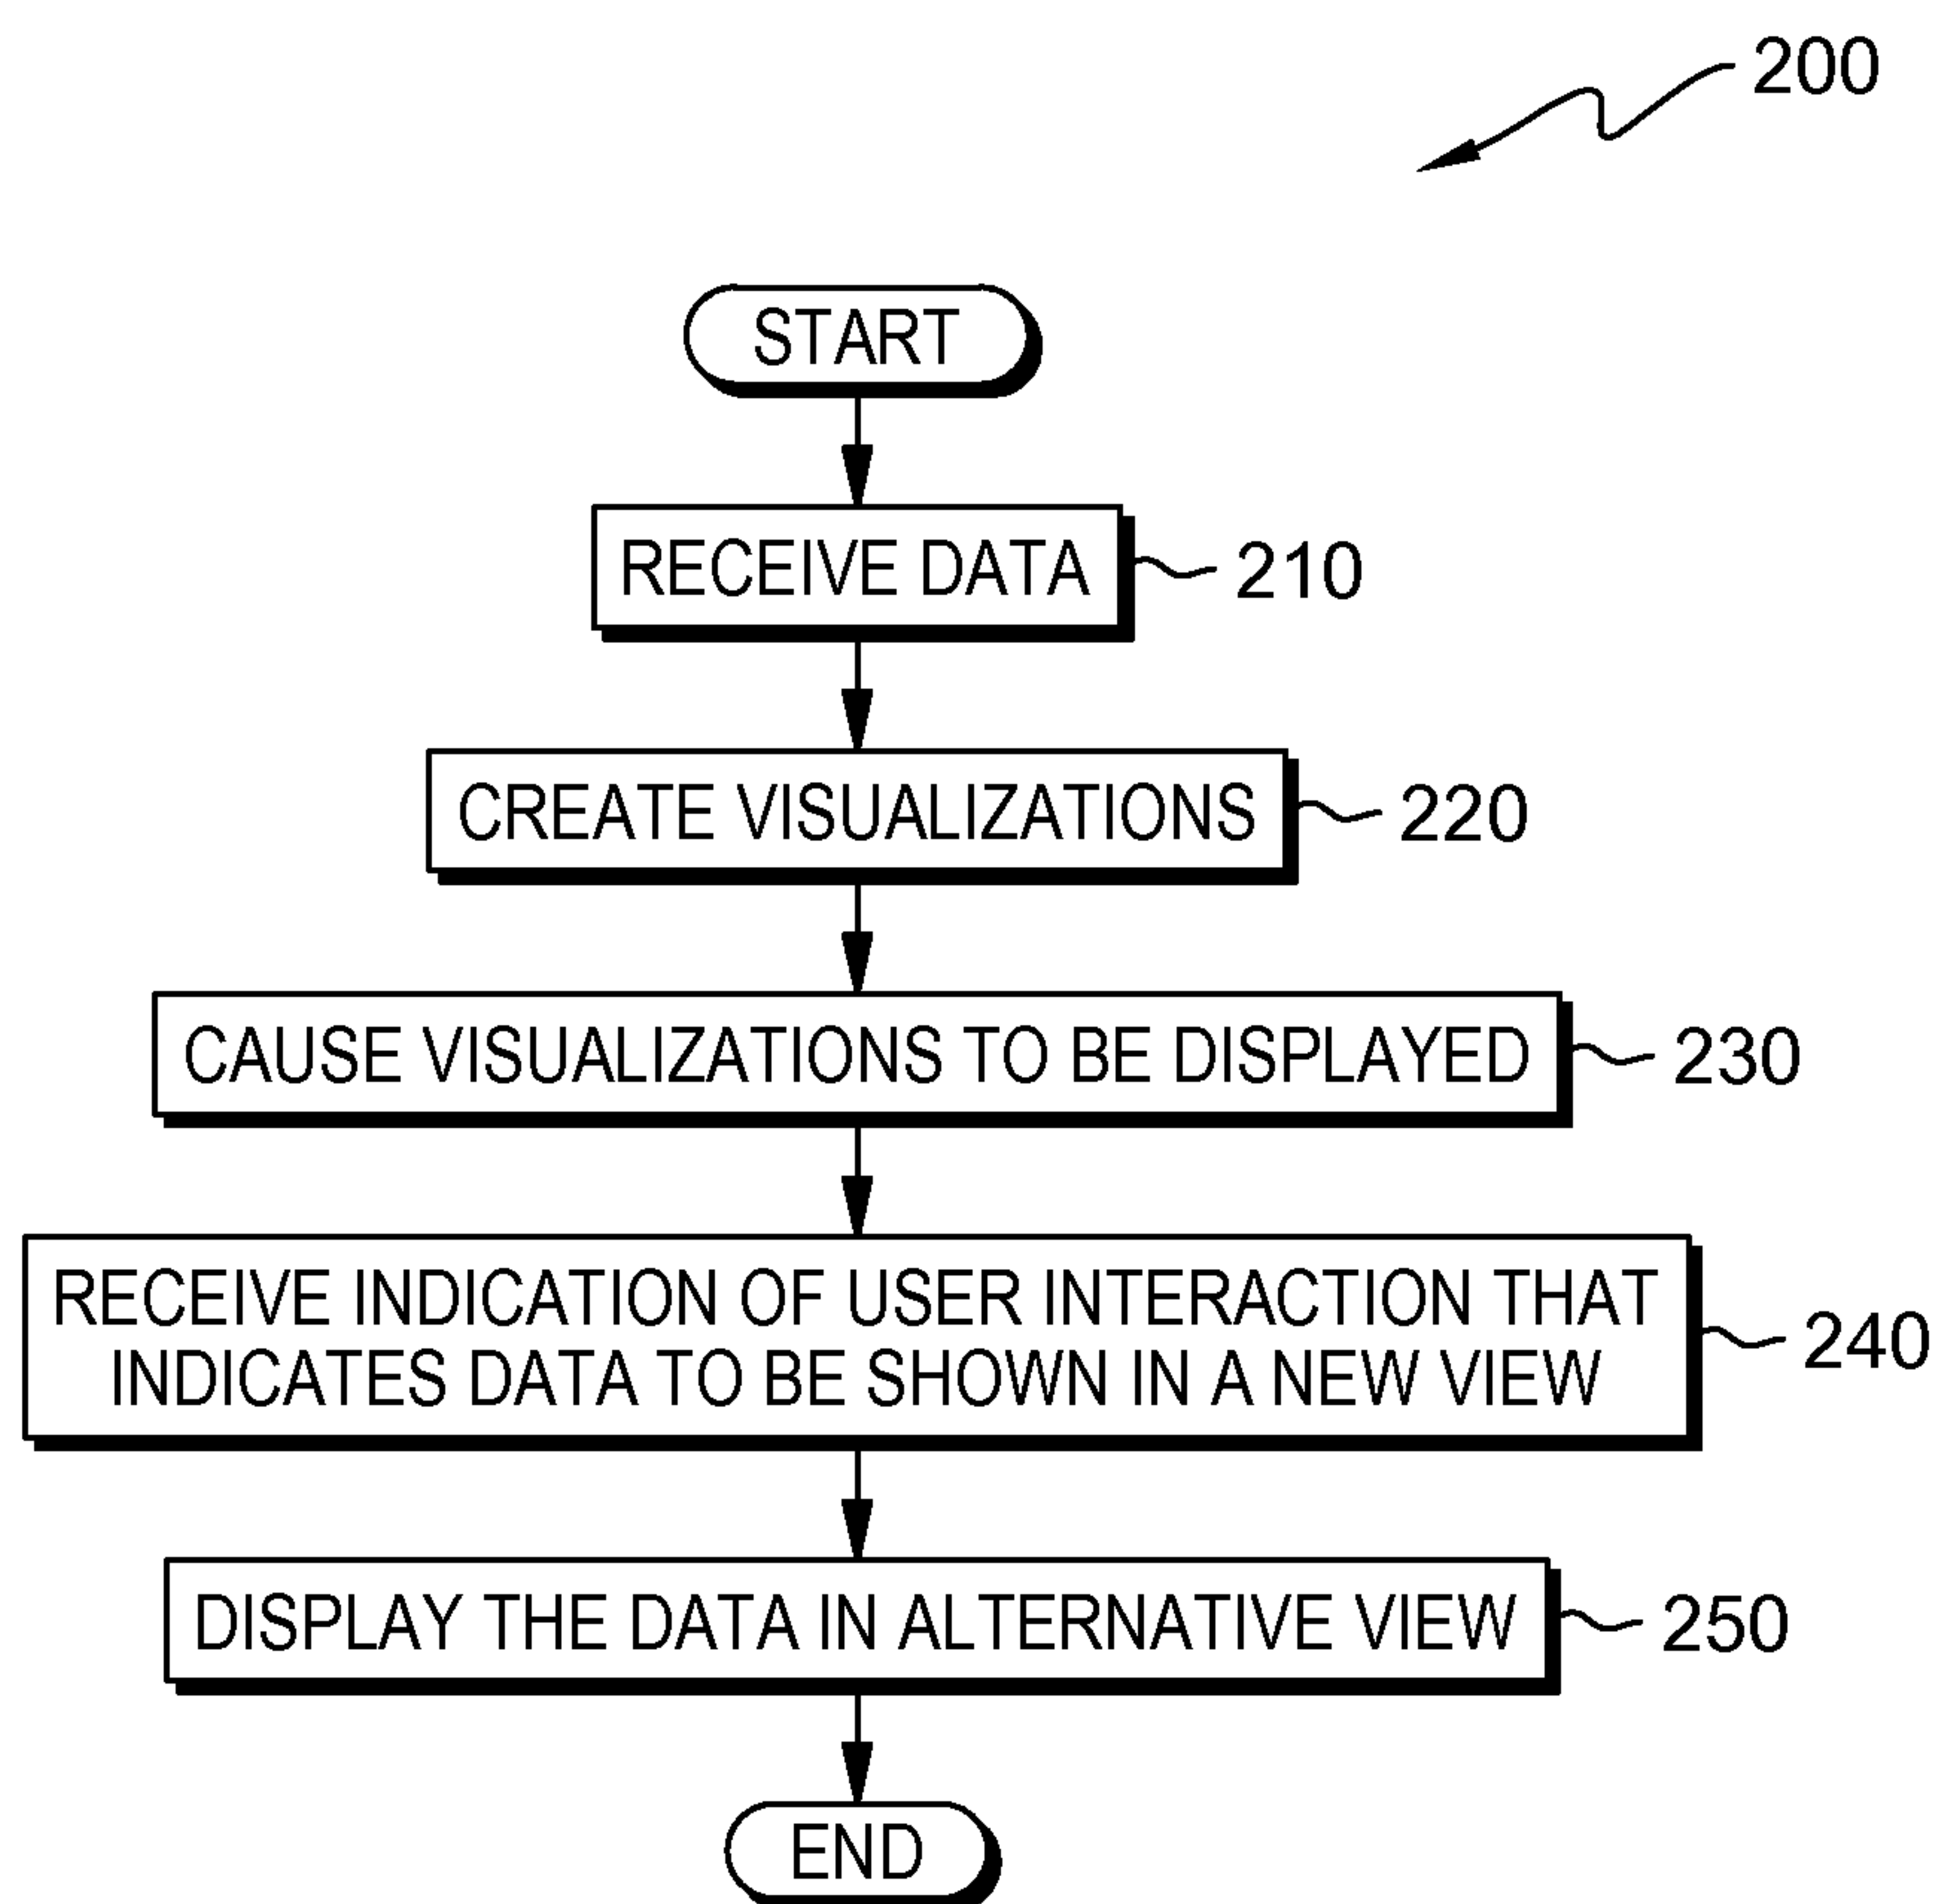 200
START
RECEIVE DATA
210
CREATE VISUALIZATIONS
220
CAUSE VISUALIZATIONS TO BE DISPLAYED
230
RECEIVE INDICATION OF USER INTERACTION THAT
INDICATES DATA TO BE SHOWN IN A NEW VIEW
240
DISPLAY THE DATA IN ALTERNATIVE VIEW
250
END